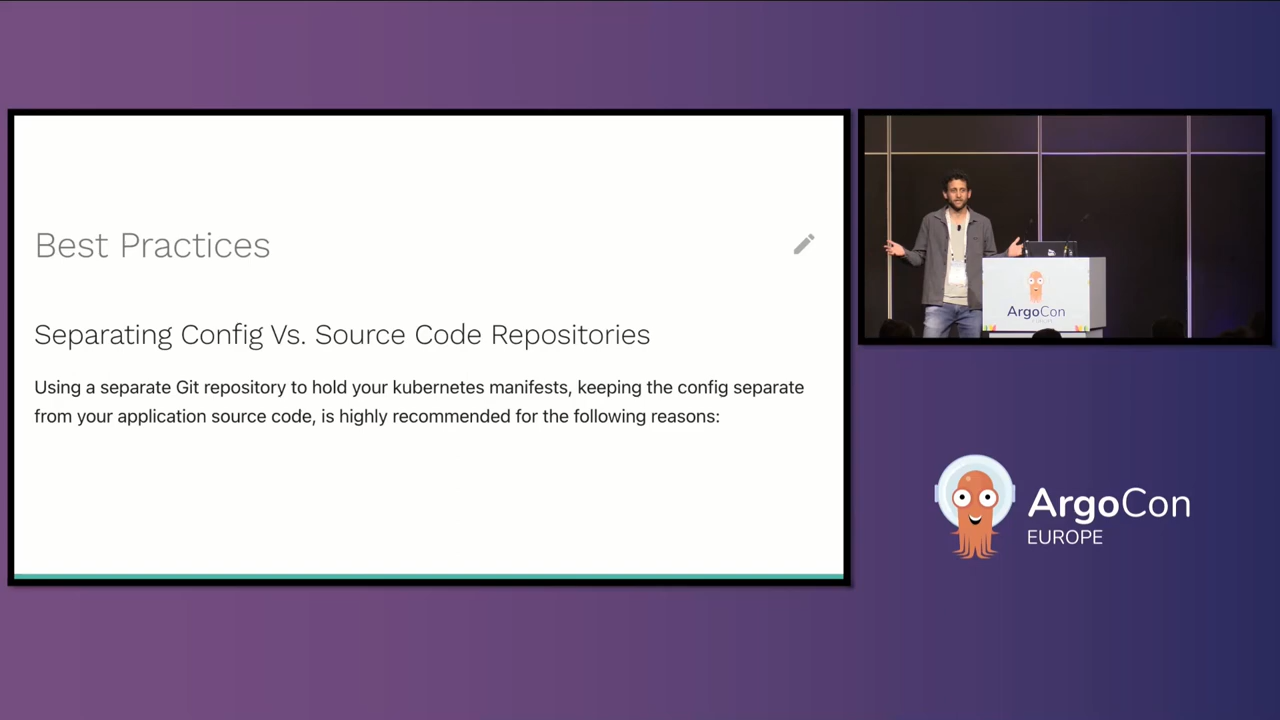 Best Practices
Separating Config Vs. Source Code Repositories
Using a separate Git repository to hold your kubernetes manifests, keeping the config separate
from your application source code, is highly recommended for the following reasons:
ArgoCon
ArgoCon
EUROPE